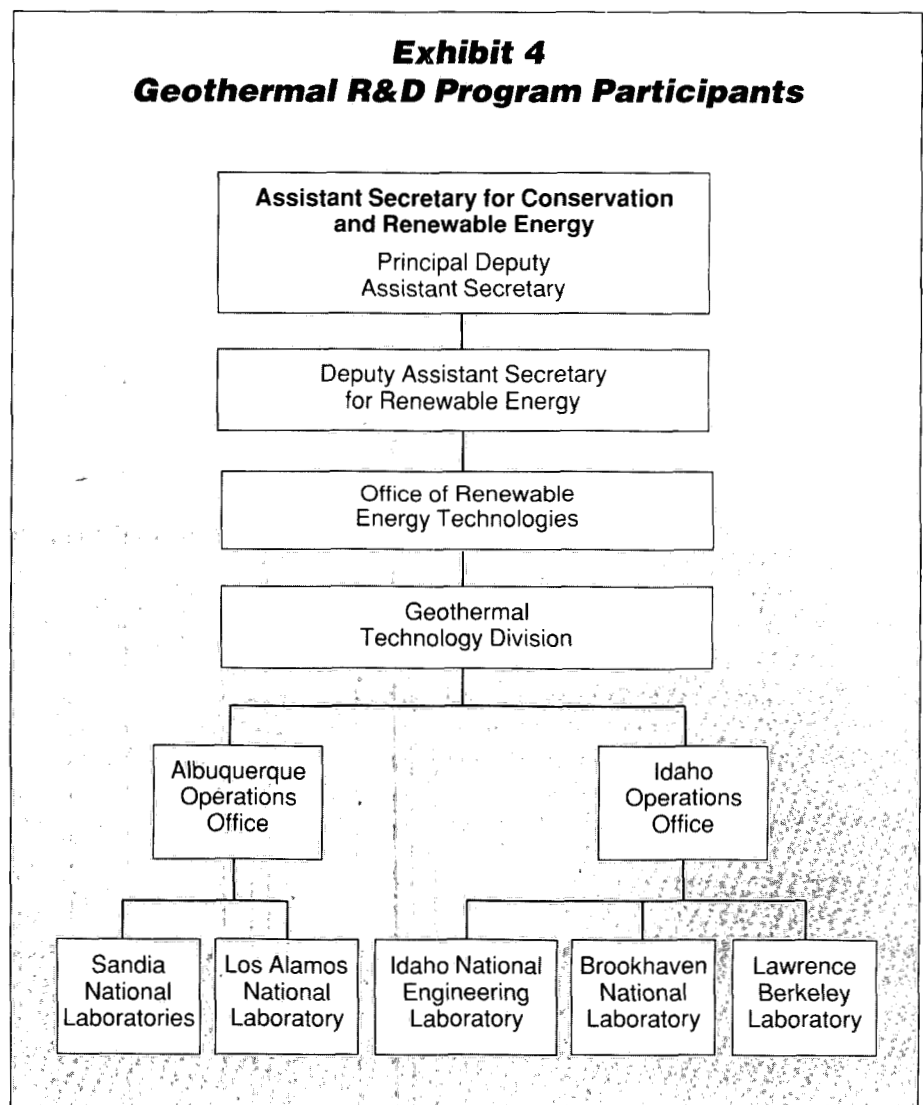 Exhibit 4
Geothermal R&D Program Participants
Assistant Secretary for Conservation
and Renewable Energy
Principal Deputy
Assistant Secretary
Deputy Assistant Secretary
for Renewable Energy
Office of Renewable
Energy Technologies
Geothermal
Technology Division
Albuquerque
Operations
Office
Idaho
Operations
Office
Sandia
National
Laboratories
Los Alamos
National
Laboratory
Idaho National
Engineering
Laboratory
Brookhaven
National
Laboratory
Lawrence
Berkeley
Laboratory